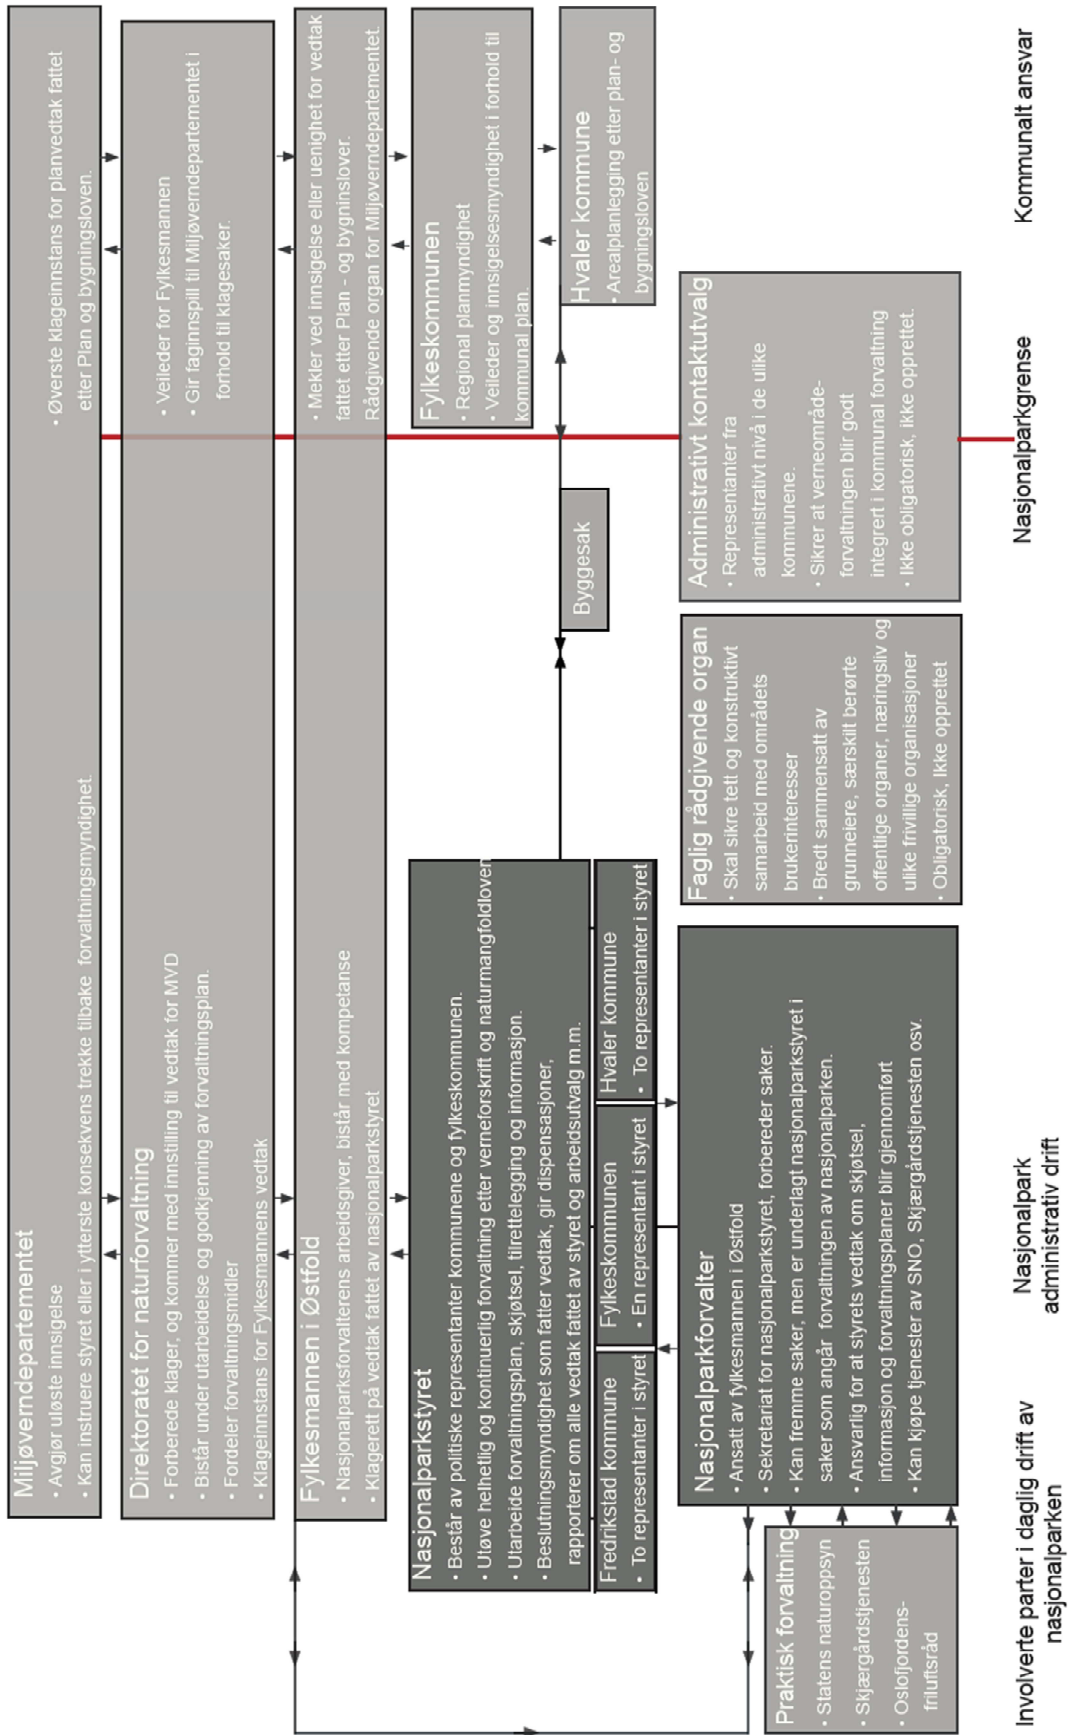 Miljøverndepartementet
• Avgjør uløste innsigelse
• Kan instruere styret eller i ytterste konsekvens trekke tilbake forvaltningsmyndighet.
• Øverste klageinnstans for planvedtak fattet
etter Plan og bygningsloven.
Direktoratet for naturforvaltning
• Forberede klager, og kommer med innstilling til vedtak for MVD
• Bistår under utarbeidelse og godkjenning av forvaltningsplan.
• Fordeler forvaltningsmidler
• Klageinnstans for Fylkesmannens vedtak
• Veileder for Fylkesmannen
• Gir faginnspill til Miljøverndepartementet i
forhold til klagesaker.
Fylkesmannen i Østfold
• Nasjonalparksforvalterens arbeidsgiver, bistår med kompetanse
• Klagerett på vedtak fattet av nasjonalparkstyret
• Mekler ved innsigelse eller uenighet for vedtak
fattet etter Plan - og bygninslover.
Rådgivende organ for Miljøverndepartementet.
Nasjonalparkstyret
• Består av politiske representanter kommunene og fylkeskommunen.
• Utøve helhetlig og kontinuerlig forvaltning etter verneforskrift og naturmangfoldloven
• Utarbeide forvaltningsplan, skjøtsel, tilrettelegging og informasjon.
• Beslutningsmyndighet som fatter vedtak, gir dispensasjoner,
rapporterer om alle vedtak fattet av styret og arbeidsutvalg m.m.
Fredrikstad kommune
• To representanter i styret
Fylkeskommunen
• En representant i styret
Hvaler kommune
• To representanter i styret
Fylkeskommunen
• Regional planmyndighet
• Veileder og innsigelsesmyndighet i forhold til
kommunal plan.
Byggesak
Hvaler kommune
• Arealplanlegging etter plan- og
bygningsloven
Nasjonalparkforvalter
• Ansatt av fylkesmannen i Østfold
• Sekretariat for nasjonalparkstyret, forbereder saker.
• Kan fremme saker, men er underlagt nasjonalparkstyret i
saker som angår forvaltningen av nasjonalparken.
• Ansvarlig for at styrets vedtak om skjøtsel,
informasjon og forvaltningsplaner blir gjennomført
• Kan kjøpe tjenester av SNO, Skjærgårdstjenesten osv.
Faglig rådgivende organ
• Skal sikre tett og konstruktivt
samarbeid med områdets
brukerinteresser
• Bredt sammensatt av
grunneiere, særskilt berørte
offentlige organer, næringsliv og
ulike frivillige organisasjoner
• Obligatorisk, Ikke opprettet
Administrativt kontaktutvalg
• Representanter fra
administrativt nivå i de ulike
kommunene.
• Sikrer at verneområde-
forvaltningen blir godt
integrert i kommunal forvaltning
• Ikke obligatorisk, ikke opprettet.
Praktisk forvaltning
• Statens naturoppsyn
• Skjærgårdstjenesten
• Oslofjordens-
friluftsråd
Involverte parter i daglig drift av
nasjonalparken
Nasjonalpark
administrativ drift
Nasjonalparkgrense
Kommunalt ansvar